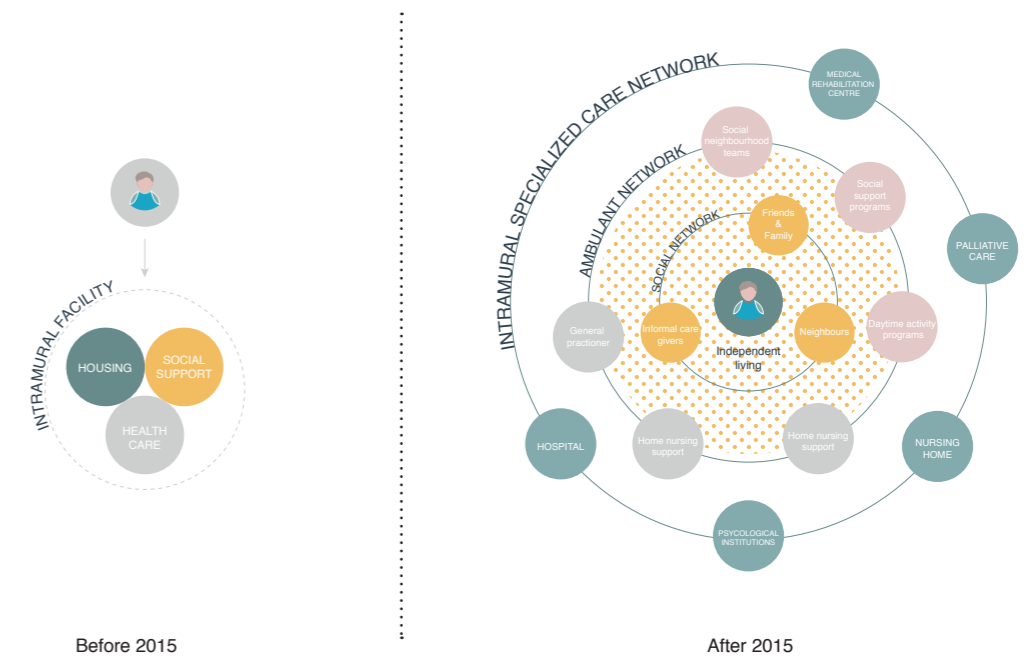 INTRAMURAL FACILITY
HOUSING
SOCIAL
SUPPORT
HEALTH
CARE
Before 2015
INTRAMURAL SPECIALIZED CARE NETWORK
AMBULANT NETWORK
SOCIAL NETWORK
MEDICAL
REHABILITATION
CENTRE
Social
neighbourhood
teams
Social
support
programs
Friends
&
Family
PALLIATIVE
CARE
General
practioner
Informal care
givers
Neighbours
Daytime activity
programs
Independent
living
HOSPITAL
Home nursing
support
Home nursing
support
NURSING
HOME
PSYCOLOGICAL
INSTITUTIONS
After 2015